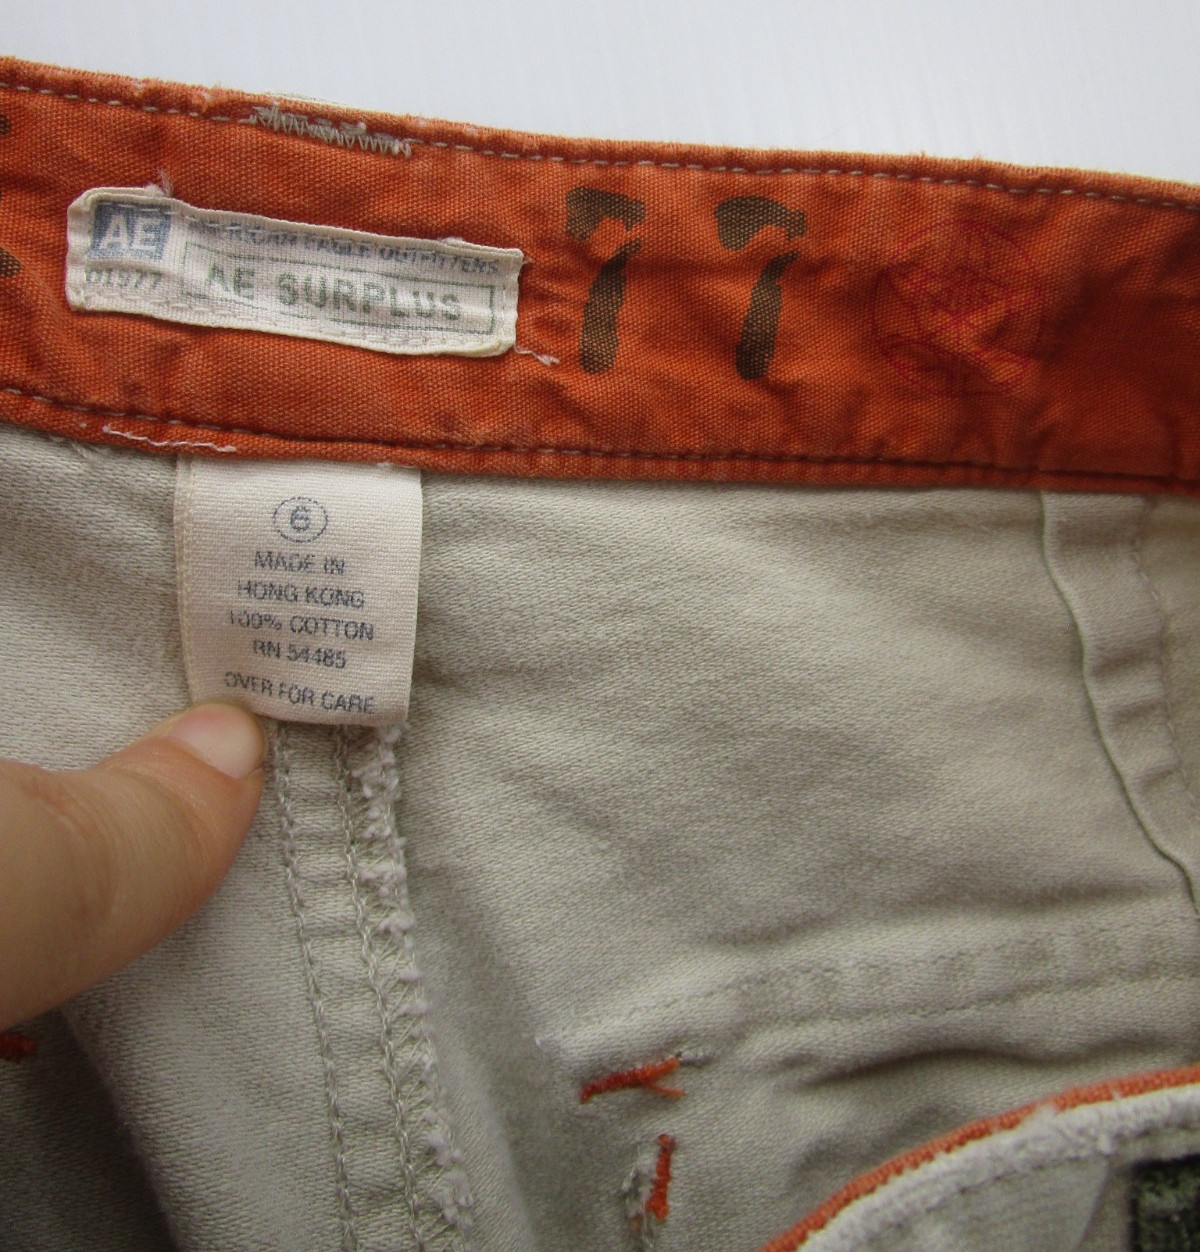 AE AMERICAN EAGLE OUTFITTERS
01977 AE SURPLUS
77
6
MADE IN
HONG KONG
100% COTTON
RN 54485
OVER FOR CARE